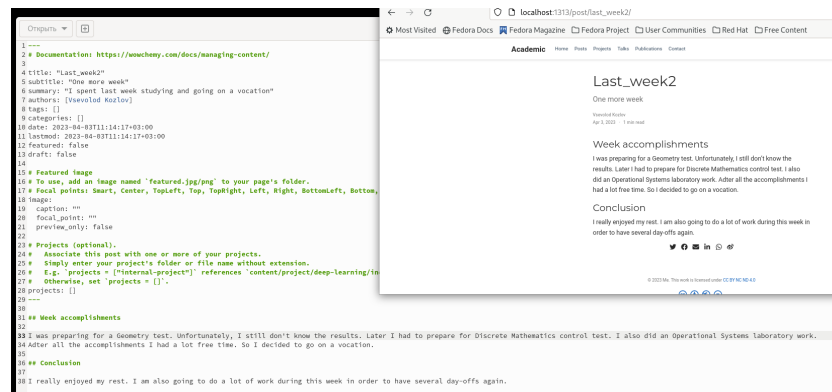 Открыть
1 ---
2 # Documentation: https://wowchemy.com/docs/managing-content/
3
4 title: "Last_week2"
5 subtitle: "One more week"
6 summary: "I spent last week studying and going on a vocation"
7 authors: [Vsevolod Kozlov]
8 tags: []
9 categories: []
10 date: 2023-04-03T11:14:17+03:00
11 lastmod: 2023-04-03T11:14:17+03:00
12 featured: false
13 draft: false
14
15 # Featured image
16 # To use, add an image named `featured.jpg/png` to your page's folder.
17 # Focal points: Smart, Center, TopLeft, Top, TopRight, Left, Right, BottomLeft, Bottom,
18 image:
19 caption: ""
20 focal_point: ""
21 preview_only: false
22
23 # Projects (optional).
24 # Associate this post with one or more of your projects.
25 # Simply enter your project's folder or file name without extension.
26 # E.g. `projects = ["internal-project"]` references `content/project/deep-learning/in
27 # Otherwise, set `projects = []`.
28 projects: []
29 ---
30
31 ## Week accomplishments
32
33 I was preparing for a Geometry test. Unfortunately, I still don't know the results. Later I had to prepare for Discrete Mathematics control test. I also did an Operational Systems laboratory work.
34 Adter all the accomplishments I had a lot free time. So I decided to go on a vocation.
35
36 ## Conclusion
37
38 I really enjoyed my rest. I am also going to do a lot of work during this week in order to have several day-offs again.
localhost:1313/post/last_week2/
Most Visited Fedora Docs Fedora Magazine Fedora Project User Communities Red Hat Free Content
Academic Home Posts Projects Talks Publications Contact
Last_week2
One more week
Vsevolod Kozlov
Apr 3, 2023 · 1 min read
Week accomplishments
I was preparing for a Geometry test. Unfortunately, I still don't know the
results. Later I had to prepare for Discrete Mathematics control test. I also
did an Operational Systems laboratory work. Adter all the accomplishments I
had a lot free time. So I decided to go on a vocation.
Conclusion
I really enjoyed my rest. I am also going to do a lot of work during this week in
order to have several day-offs again.
© 2023 Me. This work is licensed under CC BY NC ND 4.0